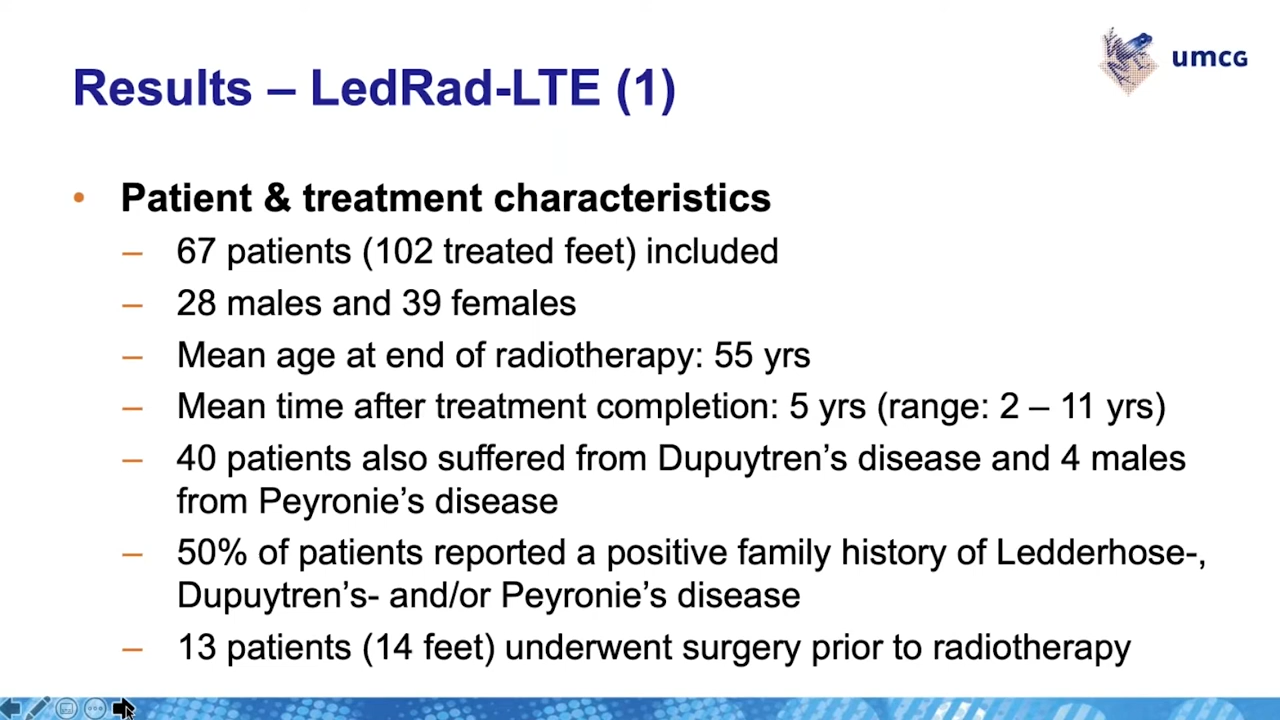 Results – LedRad-LTE (1)
umcg
• Patient & treatment characteristics
– 67 patients (102 treated feet) included
– 28 males and 39 females
– Mean age at end of radiotherapy: 55 yrs
– Mean time after treatment completion: 5 yrs (range: 2 – 11 yrs)
– 40 patients also suffered from Dupuytren’s disease and 4 males
from Peyronie’s disease
– 50% of patients reported a positive family history of Ledderhose-,
Dupuytren’s- and/or Peyronie’s disease
– 13 patients (14 feet) underwent surgery prior to radiotherapy